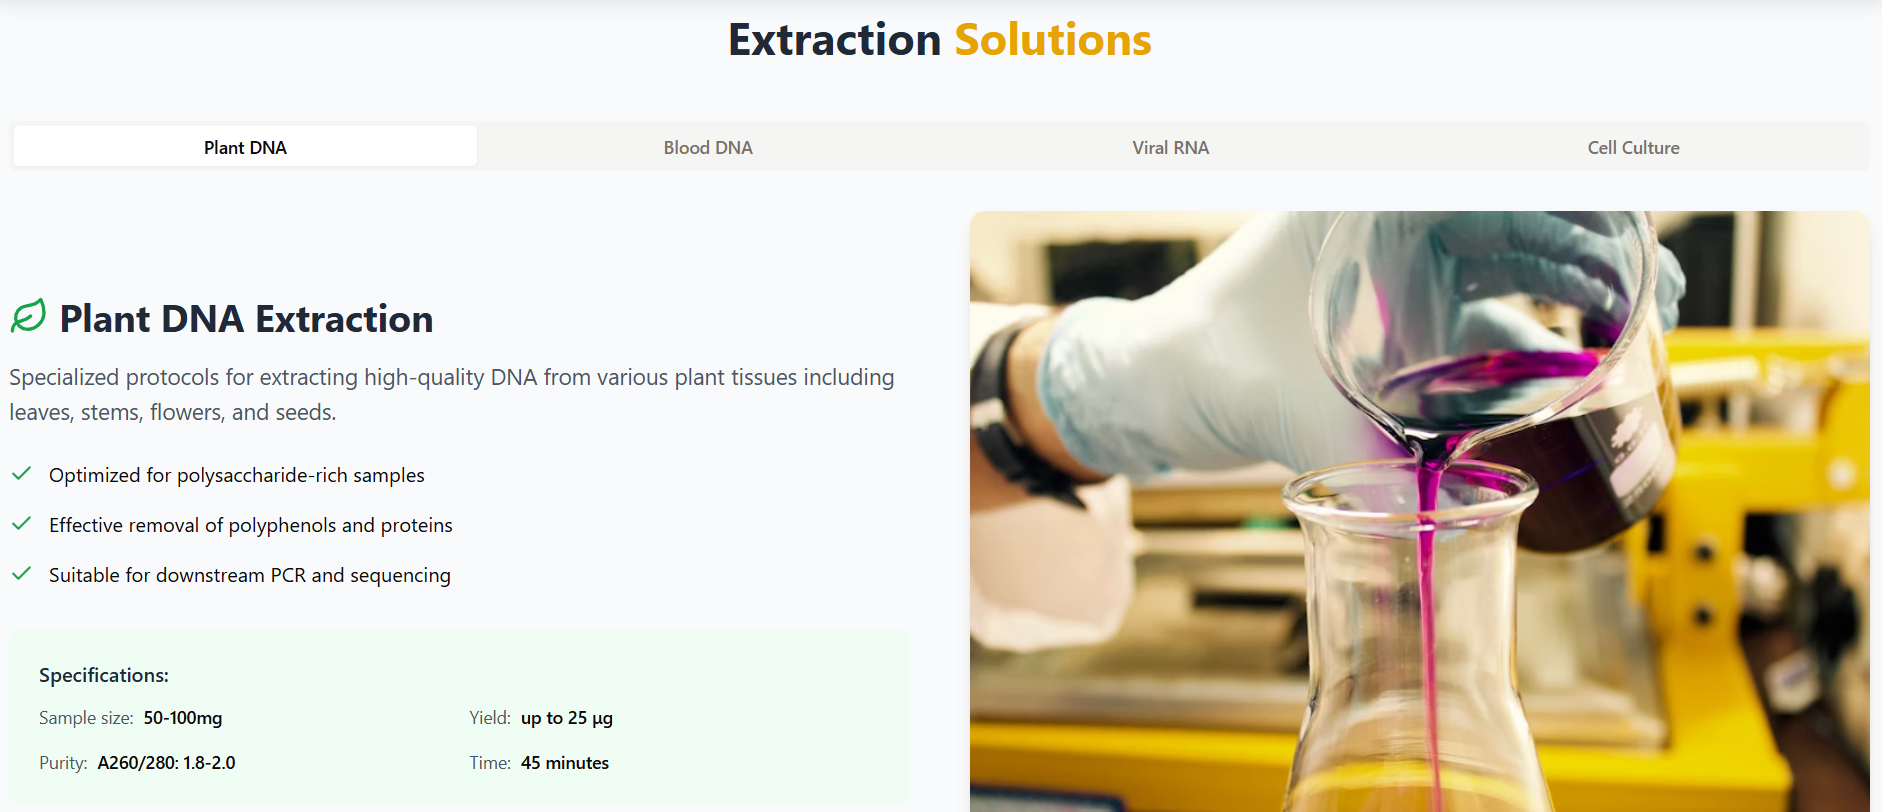 Extraction Solutions
Plant DNA
Blood DNA
Viral RNA
Cell Culture
Plant DNA Extraction
Specialized protocols for extracting high-quality DNA from various plant tissues including
leaves, stems, flowers, and seeds.
Optimized for polysaccharide-rich samples
Effective removal of polyphenols and proteins
Suitable for downstream PCR and sequencing
Specifications:
Sample size: 50-100mg
Yield: up to 25 µg
Purity: A260/280: 1.8-2.0
Time: 45 minutes